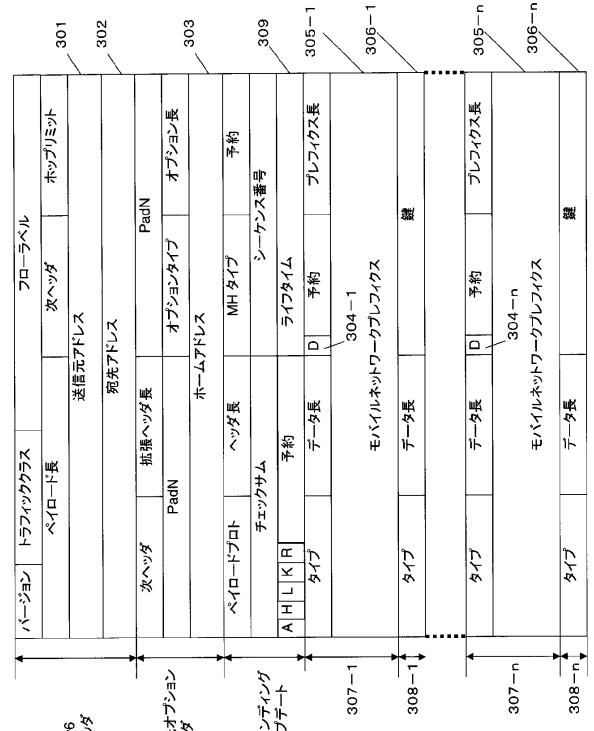 バージョン トラフィッククラス フローラベル
ペイロード長 次ヘッダ ホップリミット
送信元アドレス 301
宛先アドレス 302
次ヘッダ 拡張ヘッダ長 PadN
PadN オプションタイプ オプション長
ホームアドレス 303
ペイロードプロト ヘッダ長 MHタイプ 予約
チェックサム シーケンス番号
A H L K R 予約 ライフタイム 309
タイプ データ長 D 予約 プレフィクス長 305-1
304-1
モバイルネットワークプレフィクス
タイプ データ長 鍵 306-1
タイプ データ長 D 予約 プレフィクス長 305-n
304-n
モバイルネットワークプレフィクス
タイプ データ長 鍵 306-n
6
ッダ
オプション
ダ
ンディング
プデート
307-1
308-1
307-n
308-n